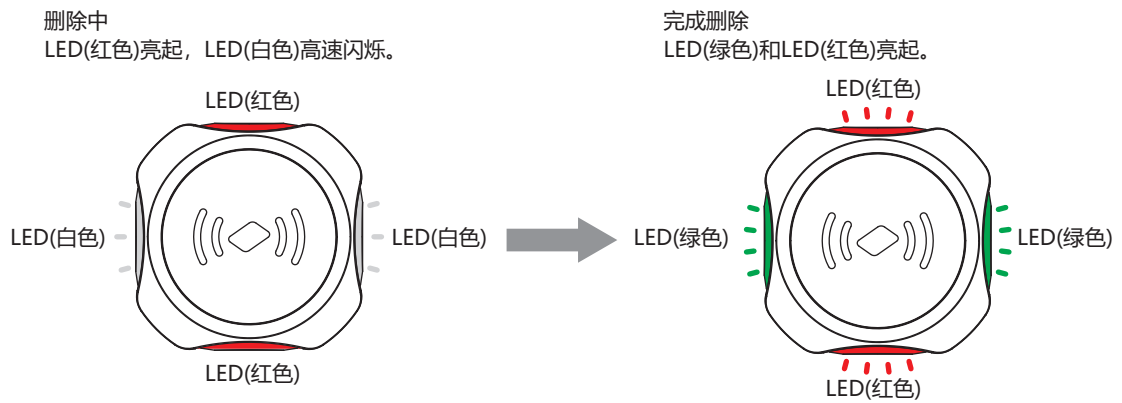 删除中
LED(红色)亮起，LED(白色)高速闪烁。
LED(红色)
LED(白色)
LED(白色)
LED(红色)
完成删除
LED(绿色)和LED(红色)亮起。
LED(红色)
LED(绿色)
LED(绿色)
LED(红色)